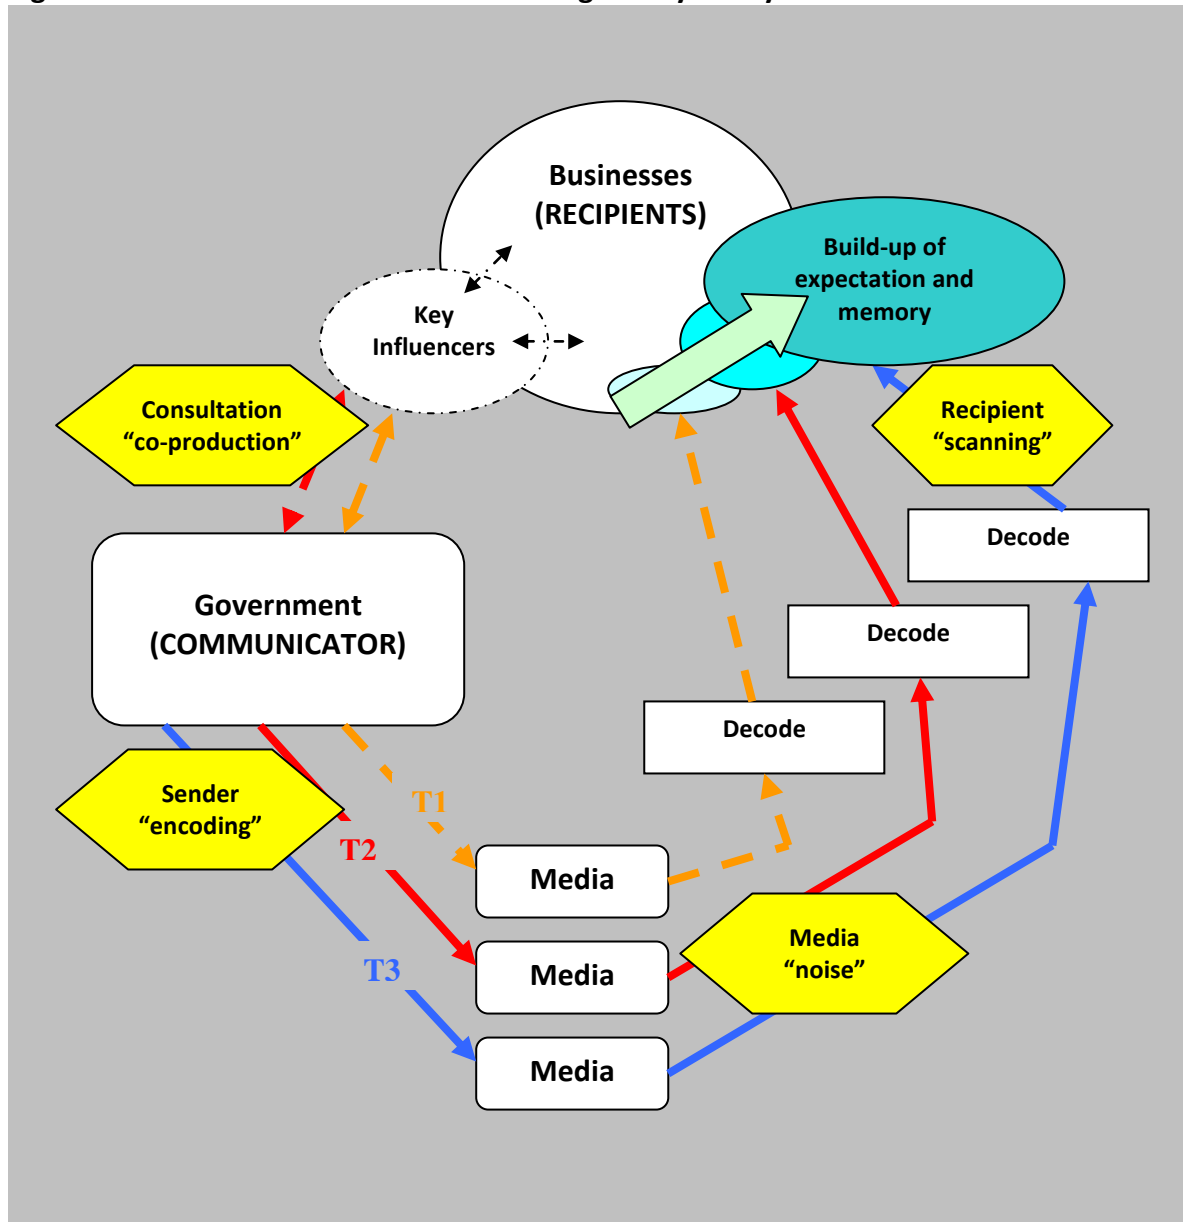 Businesses
(RECIPIENTS)
Build-up of
expectation and
memory
Key
Influencers
Consultation
“co-production”
Recipient
“scanning”
Decode
Government
(COMMUNICATOR)
Decode
Decode
Sender
“encoding”
T1
T2
Media
Media
“noise”
T3
Media
Media